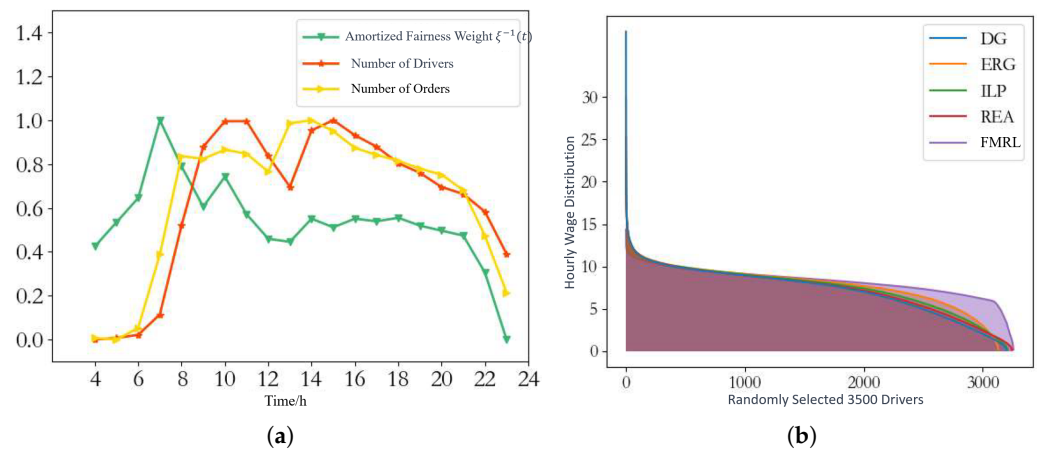 1.4
1.2
1.0
0.8
0.6
0.4
0.2
0.0
4 6 8 10 12 14 16 18 20 22 24
Time/h
Amortized Fairness Weight ξ⁻¹(t)
Number of Drivers
Number of Orders
(a)
30
25
20
15
10
5
0
Hourly Wage Distribution
0 1000 2000 3000
Randomly Selected 3500 Drivers
DG
ERG
ILP
REA
FMRL
(b)